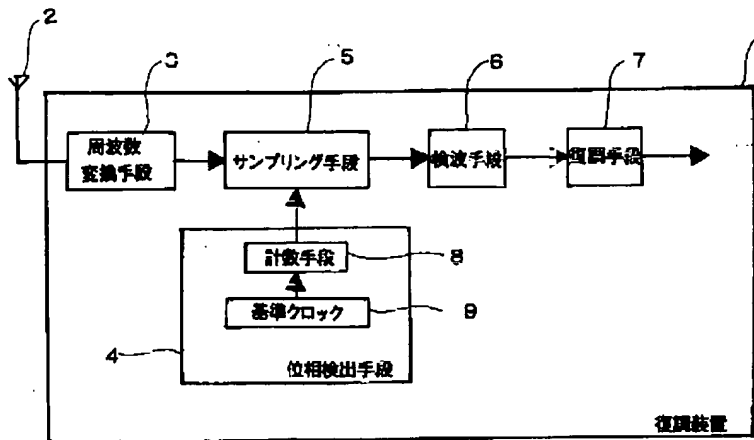 2
3
5
6
7
周波数
変換手段
サンプリング手段
検波手段
復調手段
計数手段
8
基準クロック
9
4
位相検出手段
復調装置